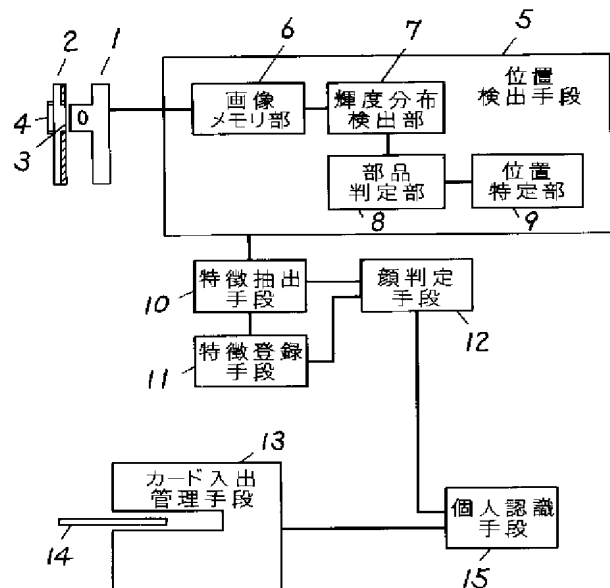 2
1
6
7
5
4
3
画像
メモリ部
輝度分布
検出部
位置
検出手段
部品
判定部
8
位置
特定部
9
特徴抽出
手段
10
顔判定
手段
12
特徴登録
手段
11
13
カード入出
管理手段
14
個人認識
手段
15